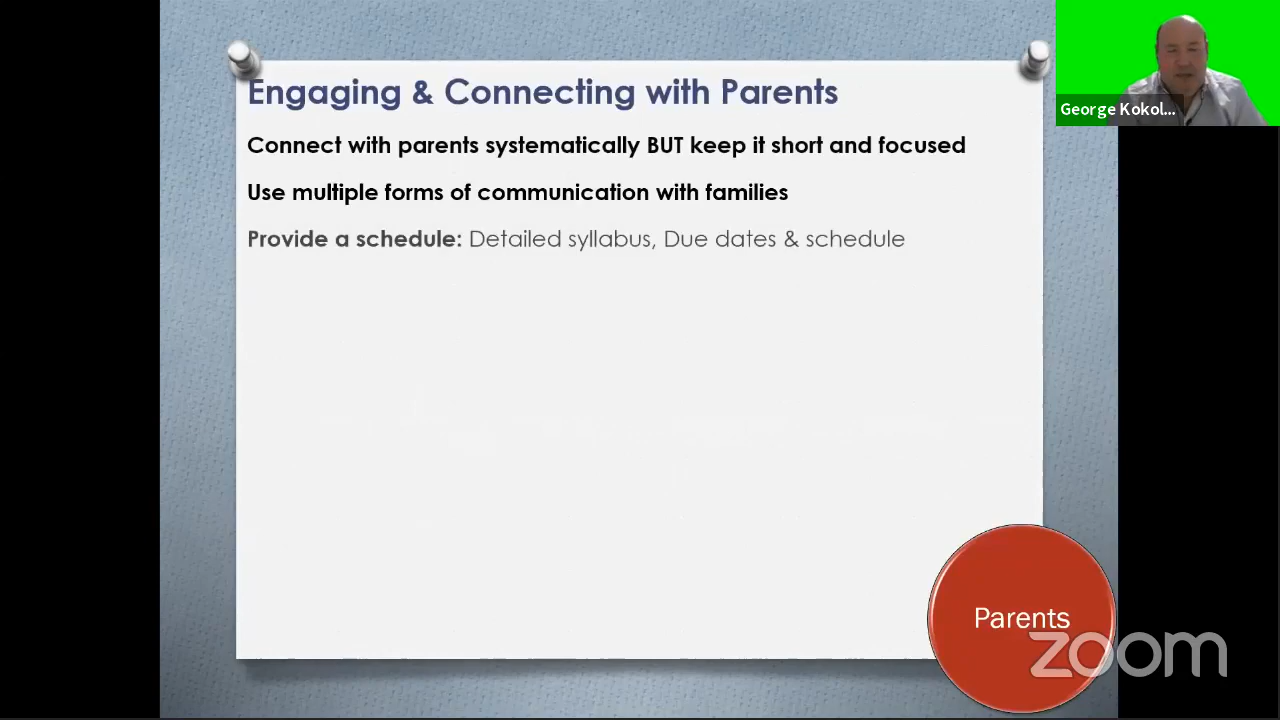 Engaging & Connecting with Parents
George Kokol...
Connect with parents systematically BUT keep it short and focused
Use multiple forms of communication with families
Provide a schedule: Detailed syllabus, Due dates & schedule
Parents
zoom